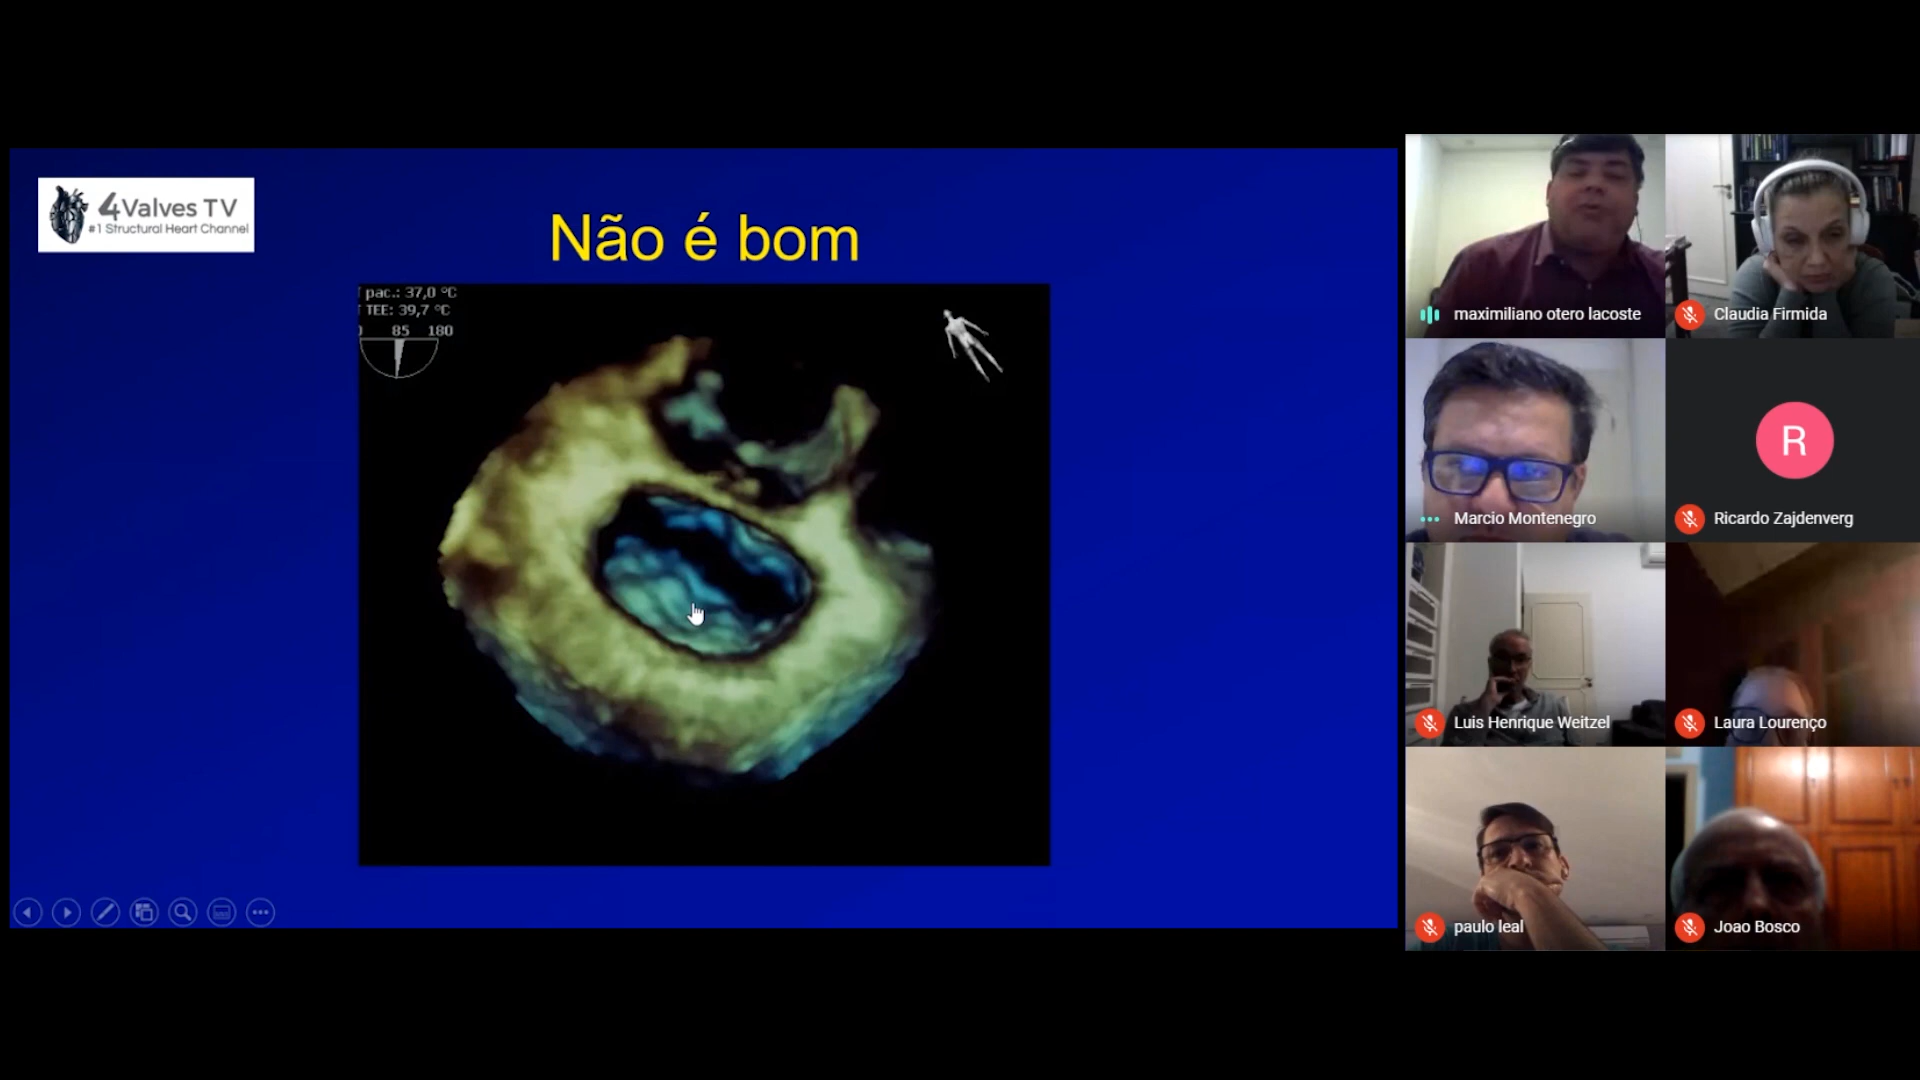 4Valves TV
#1 Structural Heart Channel
Não é bom
pac.: 37,0 °C
TEE: 39,7 °C
85 180
maximiliano otero lacoste
Claudia Firmida
Marcio Montenegro
R
Ricardo Zajdenverg
Luis Henrique Weitzel
Laura Lourenço
paulo leal
Joao Bosco